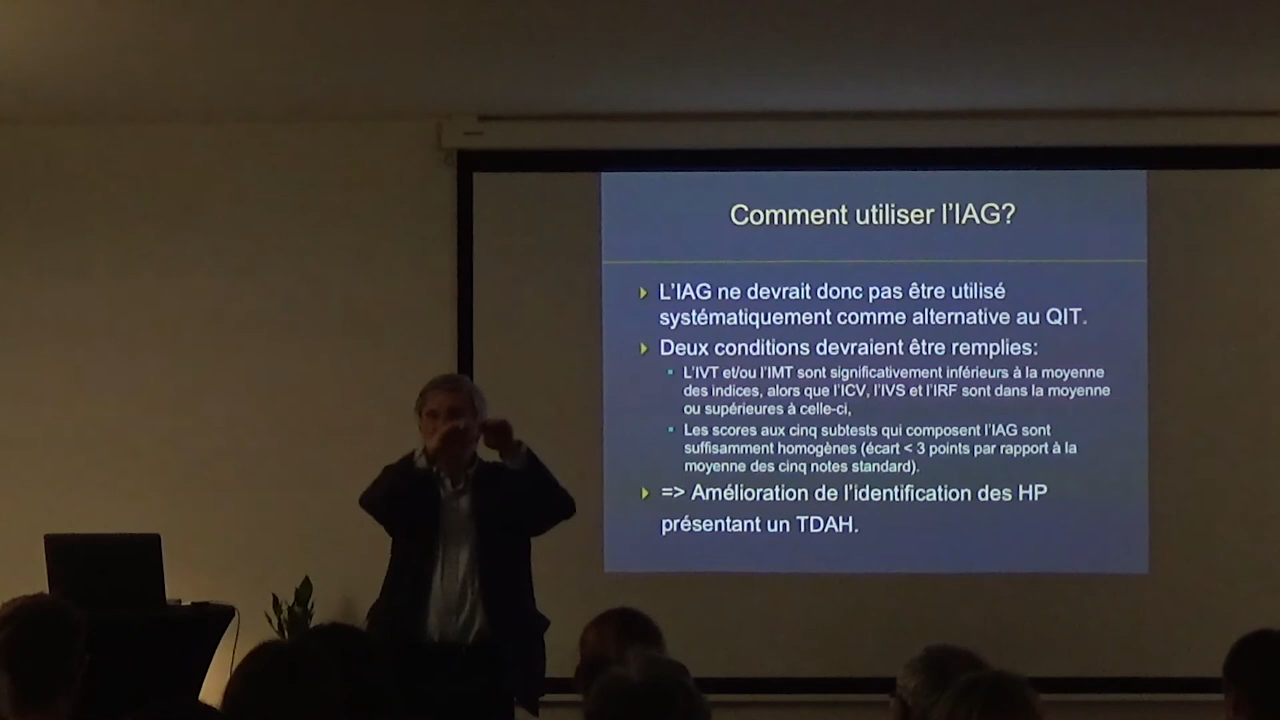 Comment utiliser l'IAG?
L'IAG ne devrait donc pas être utilisé
systématiquement comme alternative au QIT.
Deux conditions devraient être remplies:
L'IVT et/ou l'IMT sont significativement inférieurs à la moyenne
des indices, alors que l'ICV, l'IVS et l'IRF sont dans la moyenne
ou supérieures à celle-ci,
Les scores aux cinq subtests qui composent l'IAG sont
suffisamment homogènes (écart < 3 points par rapport à la
moyenne des cinq notes standard).
=> Amélioration de l'identification des HP
présentant un TDAH.